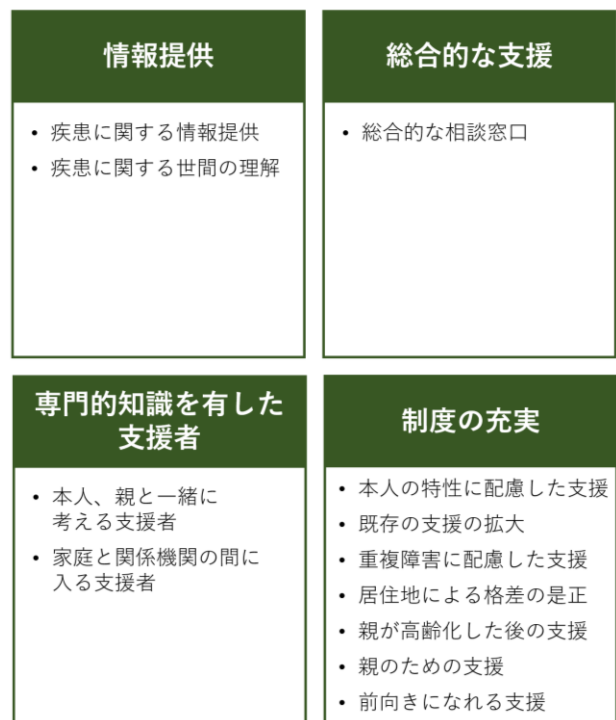 情報提供
• 疾患に関する情報提供
• 疾患に関する世間の理解
総合的な支援
• 総合的な相談窓口
専門的知識を有した
支援者
• 本人、親と一緒に
考える支援者
• 家庭と関係機関の間に
入る支援者
制度の充実
• 本人の特性に配慮した支援
• 既存の支援の拡大
• 重複障害に配慮した支援
• 居住地による格差の是正
• 親が高齢化した後の支援
• 親のための支援
• 前向きになれる支援